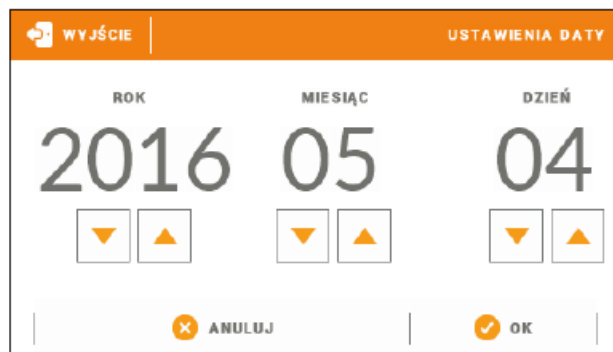 WYJŚCIE USTAWIENIA DATY
ROK MIESIĄC DZIEŃ
2016 05 04
ANULUJ OK